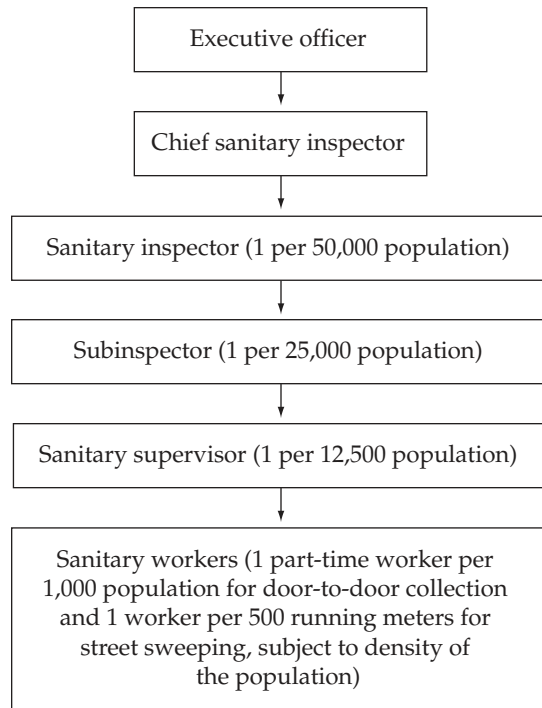 Executive officer
Chief sanitary inspector
Sanitary inspector (1 per 50,000 population)
Subinspector (1 per 25,000 population)
Sanitary supervisor (1 per 12,500 population)
Sanitary workers (1 part-time worker per
1,000 population for door-to-door collection
and 1 worker per 500 running meters for
street sweeping, subject to density of
the population)